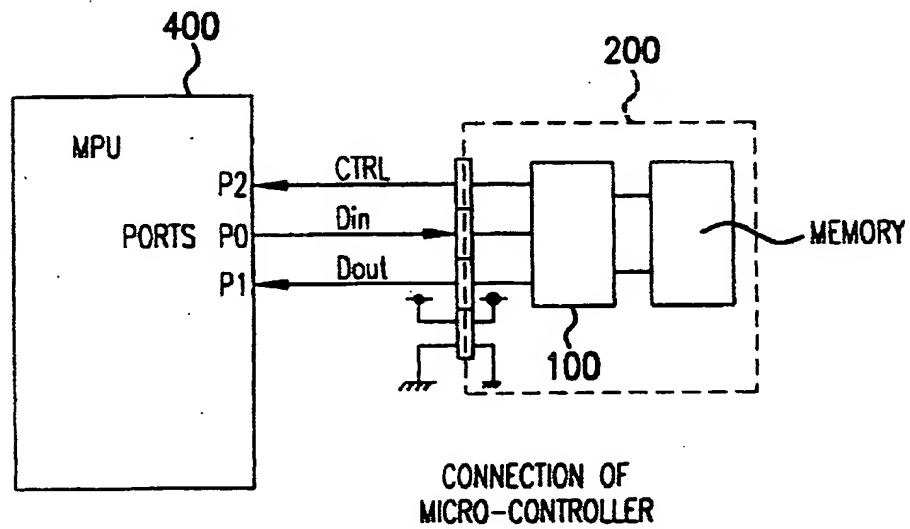 400
200
MPU
P2
CTRL
PORTS P0
Din
MEMORY
P1
Dout
100
CONNECTION OF
MICRO-CONTROLLER